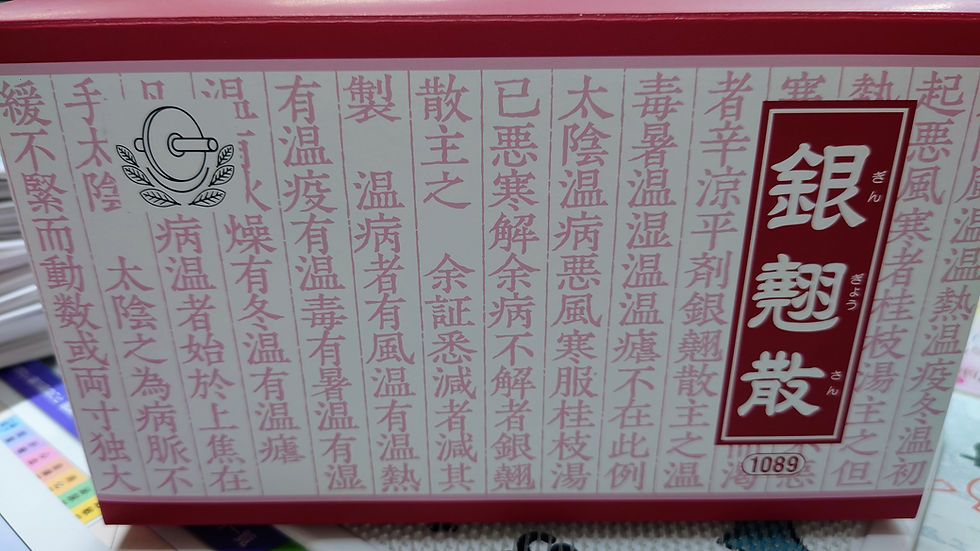 銀翹散
ぎん
ぎょう
さん
1089
風温温熱温疫冬温初
起悪風寒者桂枝湯主之但
熱
悪
渇
者辛涼平剤銀翹散主之温
毒暑温湿温温瘧不在此例
太陰温病悪風寒服桂枝湯
已悪寒解余病不解者銀翹
散主之　余証悉減者減其
製　温病者有風温有温熱
有温疫有温毒有暑温有湿
温有 燥有冬温有温瘧
病温者始於上焦在
手太陰　太陰之為病脈不
緩不緊而動数或両寸独大